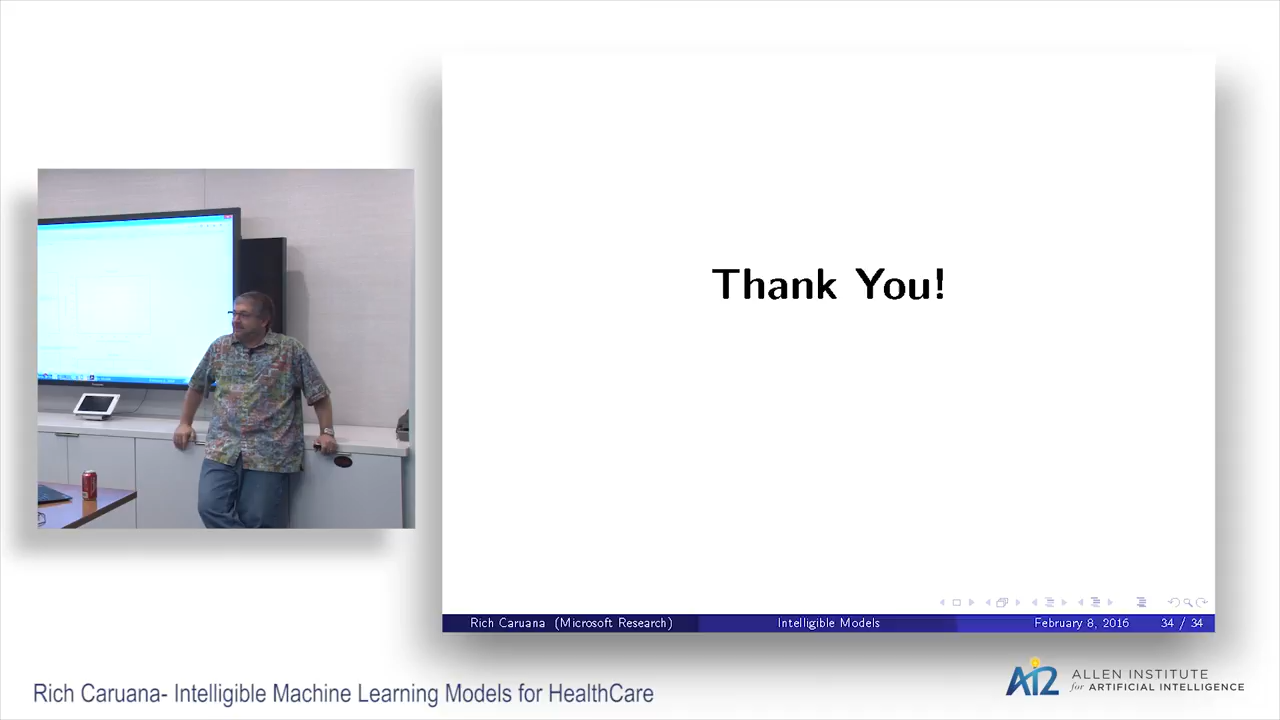 Thank You!
Rich Caruana (Microsoft Research) Intelligible Models February 8, 2016 34 / 34
Rich Caruana- Intelligible Machine Learning Models for HealthCare
AI2 ALLEN INSTITUTE
for ARTIFICIAL INTELLIGENCE